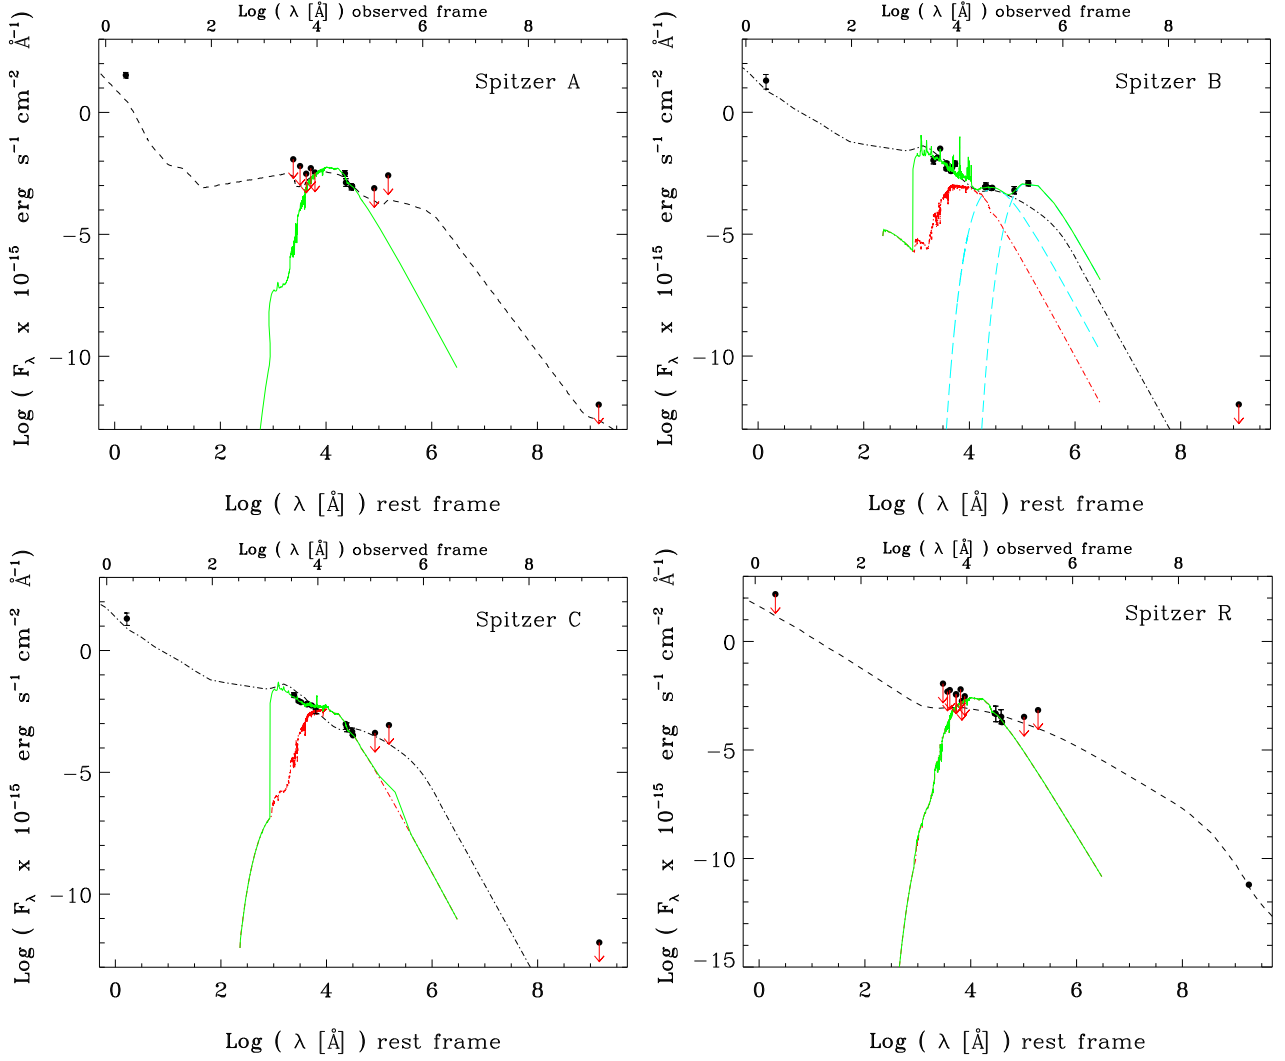 Log ( λ [Å] ) observed frame
Log ( λ [Å] ) observed frame
0 2 4 6 8
2 4 6 8
Spitzer A
Spitzer B
Log ( F_λ x 10^−15 erg s^−1 cm^−2 Å^−1)
0
−5
−10
Log ( F_λ x 10^−15 erg s^−1 cm^−2 Å^−1)
0
−5
−10
0 2 4 6 8
0 2 4 6 8
Log ( λ [Å] ) rest frame
Log ( λ [Å] ) rest frame
Log ( λ [Å] ) observed frame
Log ( λ [Å] ) observed frame
2 4 6 8
0 2 4 6 8
Spitzer C
Spitzer R
Log ( F_λ x 10^−15 erg s^−1 cm^−2 Å^−1)
0
−5
−10
Log ( F_λ x 10^−15 erg s^−1 cm^−2 Å^−1)
0
−5
−10
−15
0 2 4 6 8
0 2 4 6 8
Log ( λ [Å] ) rest frame
Log ( λ [Å] ) rest frame